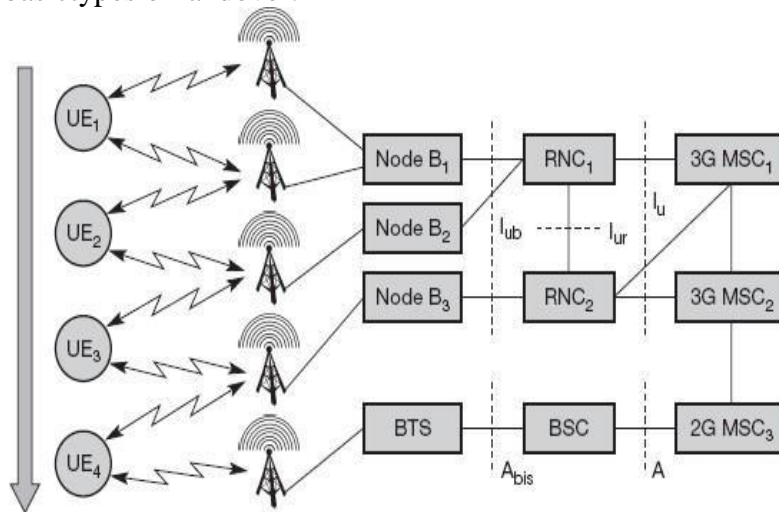 UE1
UE2
UE3
UE4
Node B1 RNC1 3G MSC1
Iu
Node B2 Iub Iur
Node B3 RNC2 3G MSC2
BTS BSC 2G MSC3
Abis A